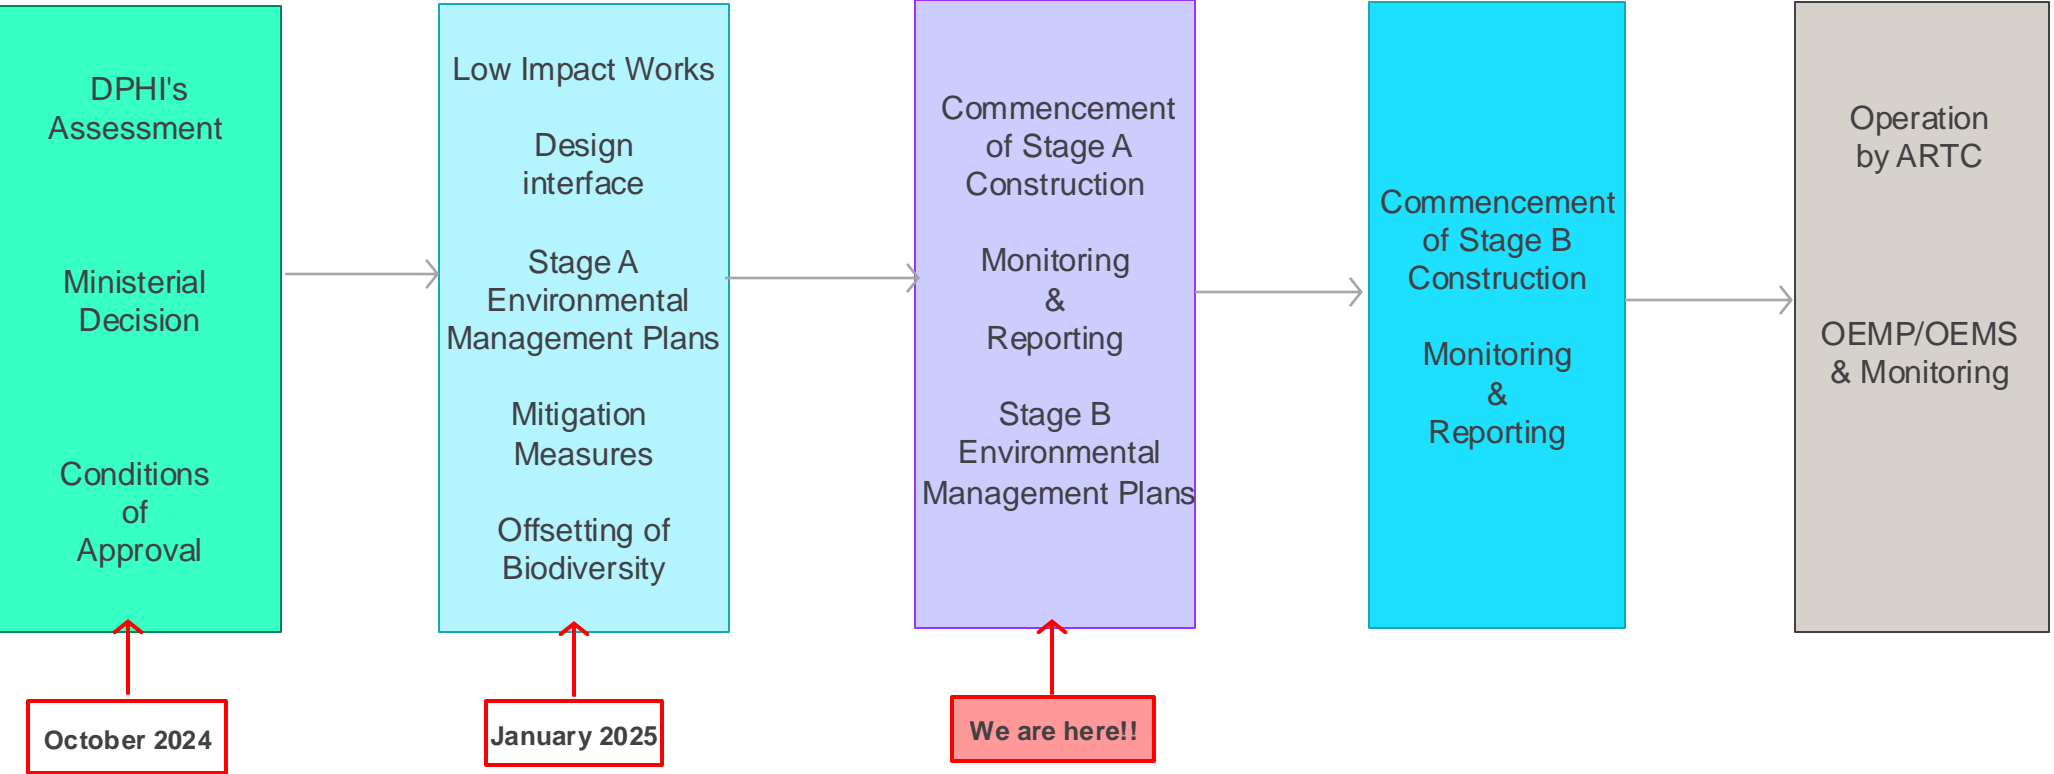 DPHI's
Assessment
Ministerial
Decision
Conditions
of
Approval
Low Impact Works
Design
interface
Stage A
Environmental
Management Plans
Mitigation
Measures
Offsetting of
Biodiversity
Commencement
of Stage A
Construction
Monitoring
&
Reporting
Stage B
Environmental
Management Plans
Commencement
of Stage B
Construction
Monitoring
&
Reporting
Operation
by ARTC
OEMP/OEMS
& Monitoring
October 2024
January 2025
We are here!!